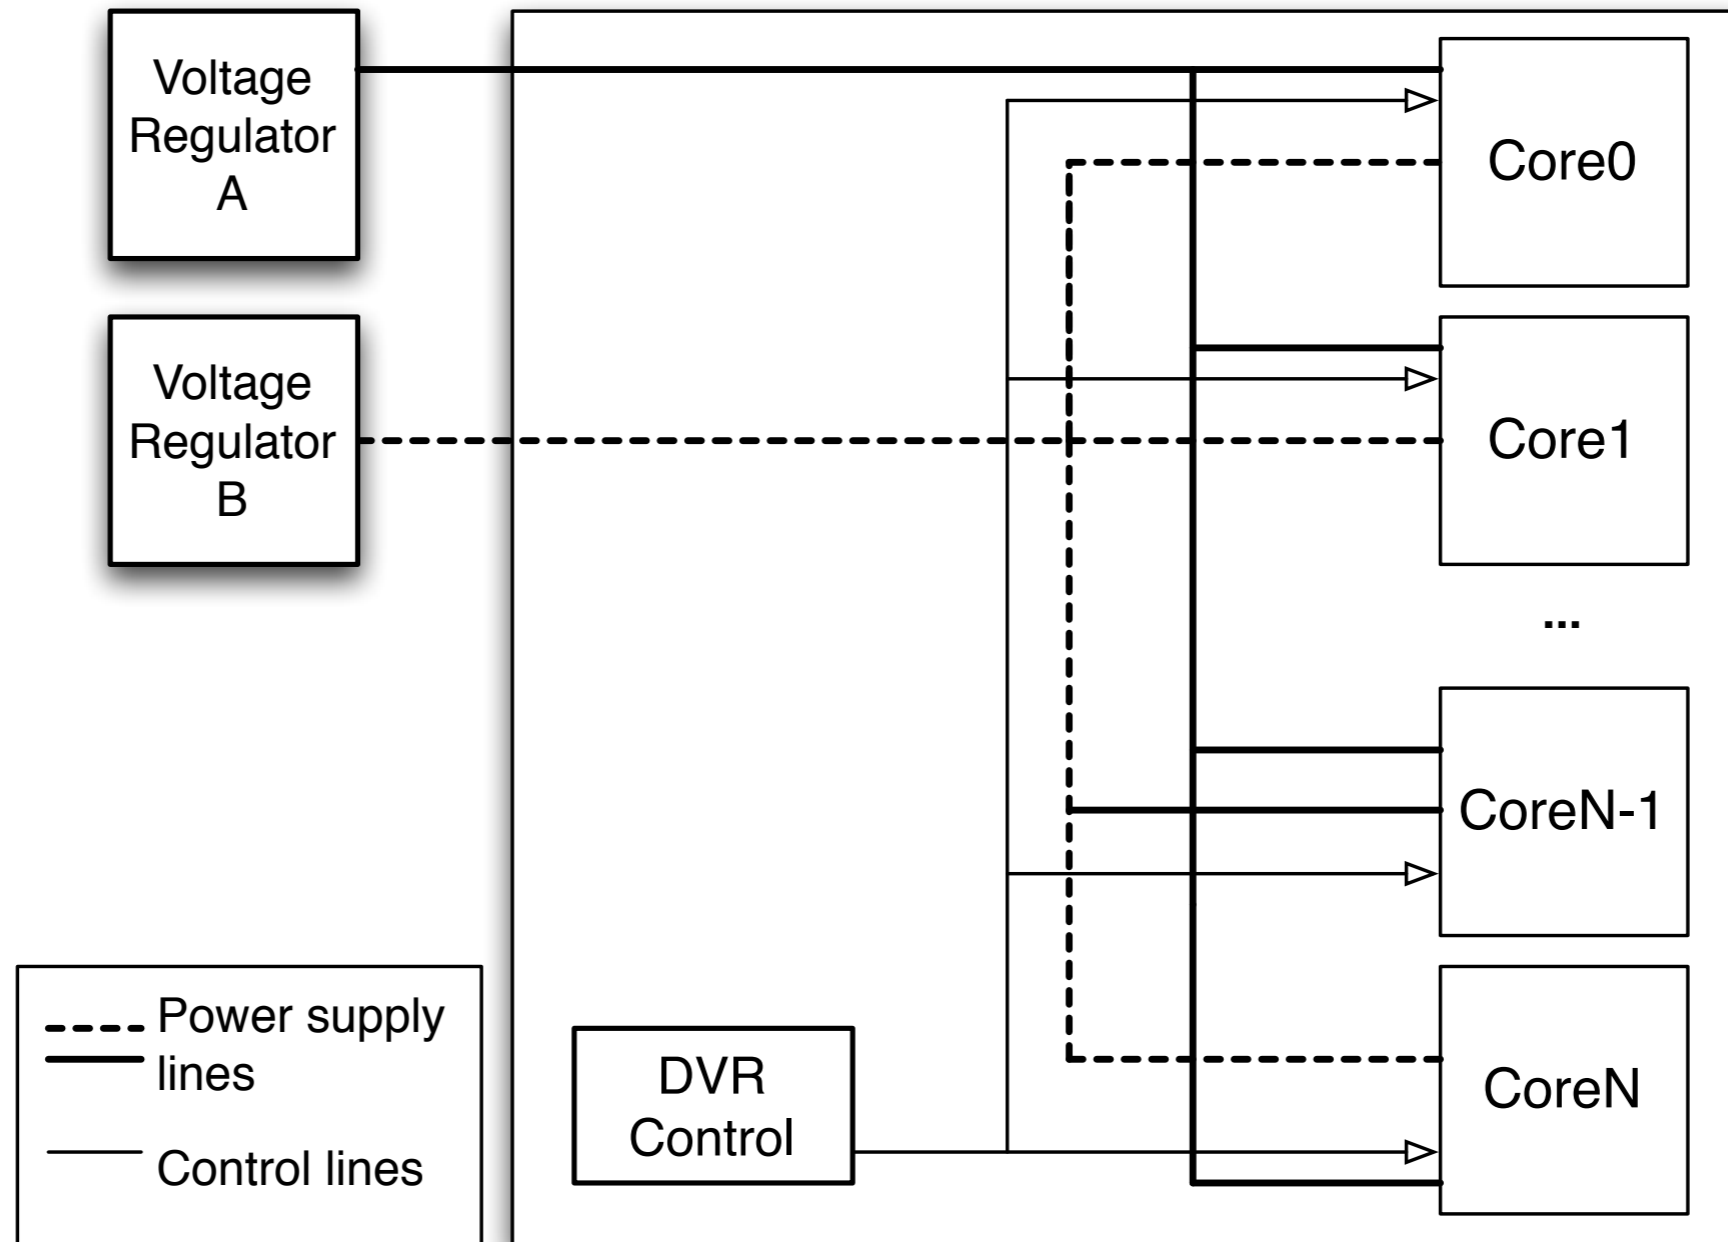 Voltage
Regulator
A
Core0
Voltage
Regulator
B
Core1
...
CoreN-1
CoreN
DVR
Control
Power supply
lines
Control lines